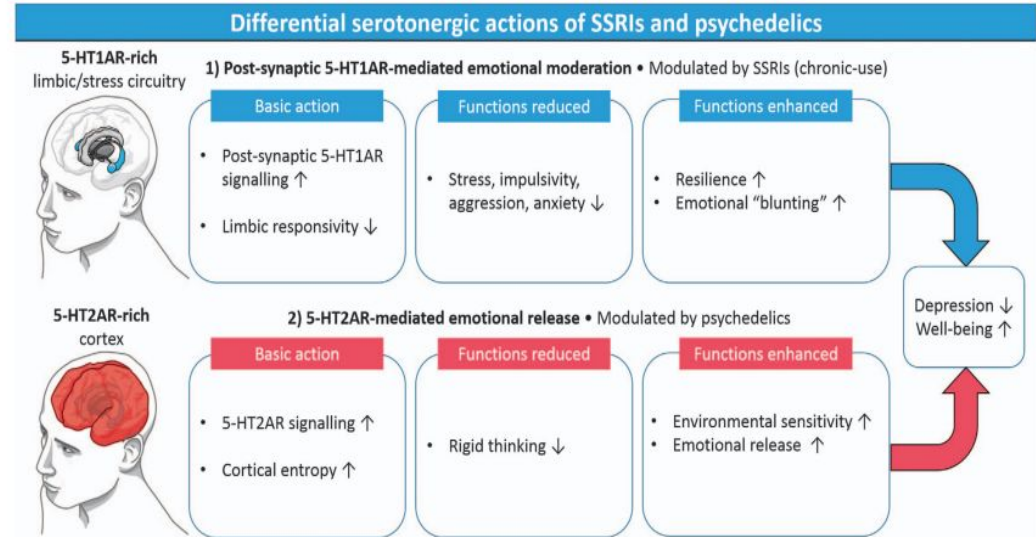 Differential serotonergic actions of SSRIs and psychedelics
5-HT1AR-rich
limbic/stress circuitry
1) Post-synaptic 5-HT1AR-mediated emotional moderation • Modulated by SSRIs (chronic-use)
Basic action
• Post-synaptic 5-HT1AR
signalling ↑
• Limbic responsivity ↓
Functions reduced
• Stress, impulsivity,
aggression, anxiety ↓
Functions enhanced
• Resilience ↑
• Emotional “blunting” ↑
5-HT2AR-rich
cortex
2) 5-HT2AR-mediated emotional release • Modulated by psychedelics
Basic action
• 5-HT2AR signalling ↑
• Cortical entropy ↑
Functions reduced
• Rigid thinking ↓
Functions enhanced
• Environmental sensitivity ↑
• Emotional release ↑
Depression ↓
Well-being ↑